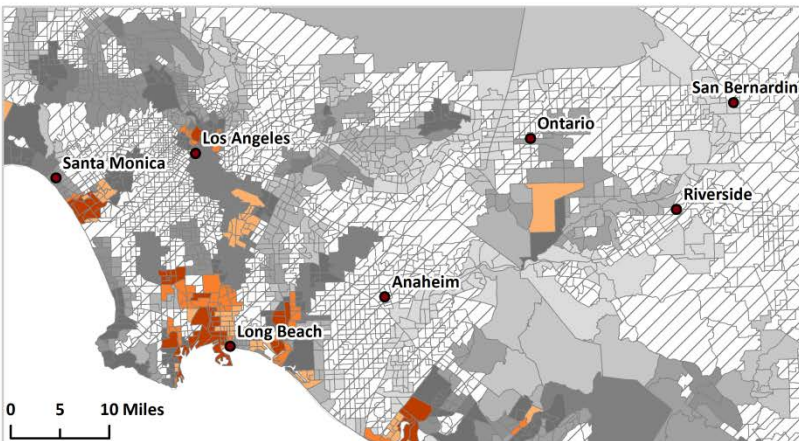 San Bernardin
Ontario
Los Angeles
Santa Monica
Riverside
Anaheim
Long Beach
0 5 10 Miles